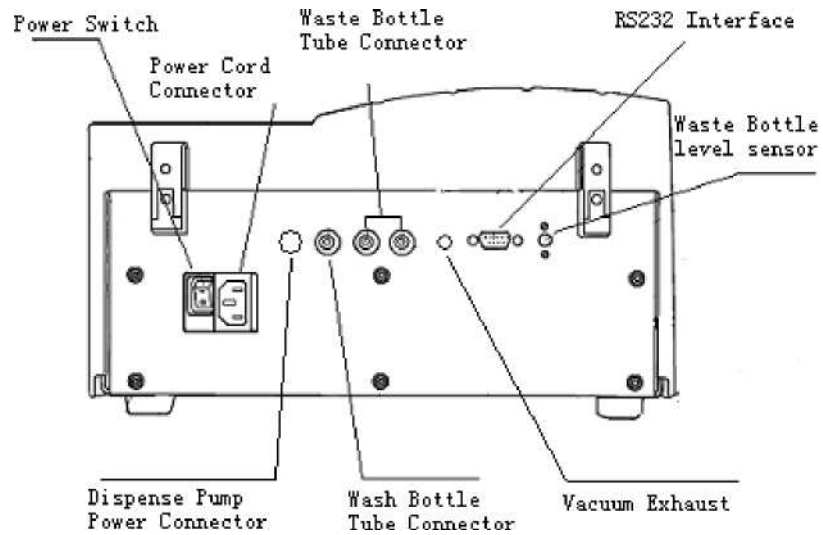 Power Switch
Power Cord
Connector
Waste Bottle
Tube Connector
RS232 Interface
Waste Bottle
level sensor
Dispense Pump
Power Connector
Wash Bottle
Tube Connector
Vacuum Exhaust